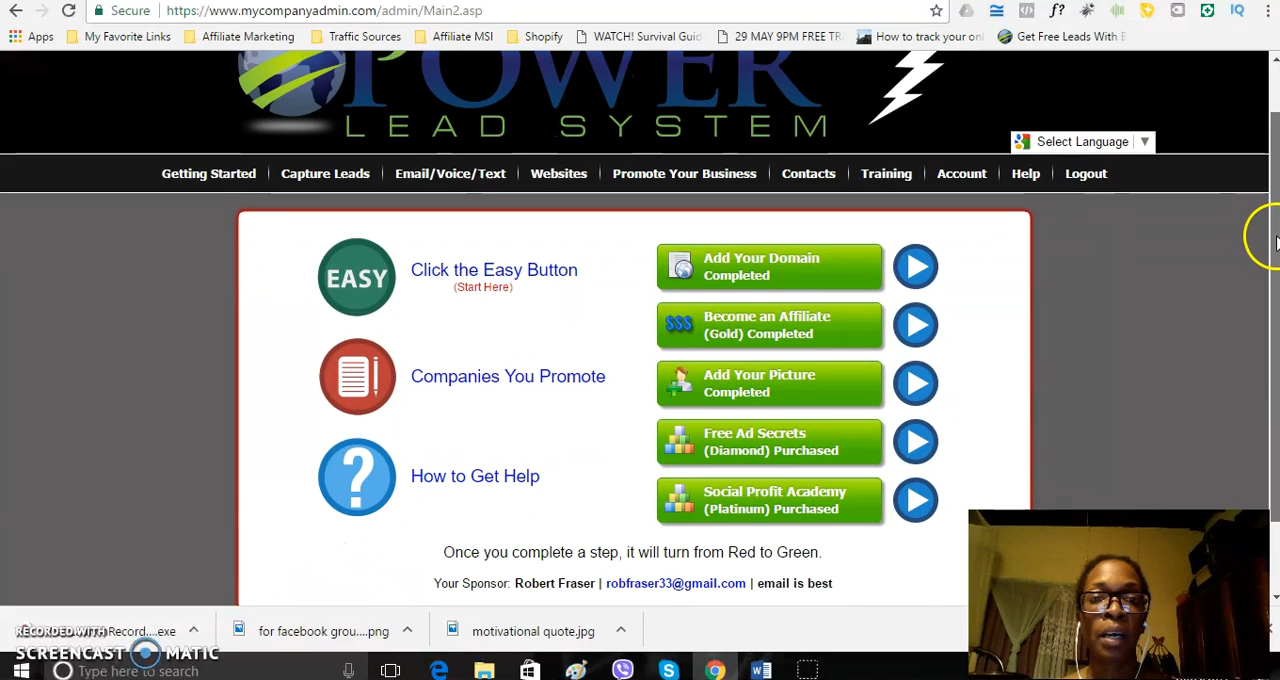 Secure https://www.mycompanyadmin.com/admin/Main2.asp
f?
IQ
Apps My Favorite Links Affiliate Marketing Traffic Sources Affiliate MSI Shopify WATCH! Survival Guid 29 MAY 9PM FREE TRA How to track your onl Get Free Leads With E
POWER
LEAD SYSTEM
Select Language ▼
Getting Started Capture Leads Email/Voice/Text Websites Promote Your Business Contacts Training Account Help Logout
EASY
Click the Easy Button
(Start Here)
Companies You Promote
?
How to Get Help
Add Your Domain
Completed
$$$
Become an Affiliate
(Gold) Completed
Add Your Picture
Completed
Free Ad Secrets
(Diamond) Purchased
Social Profit Academy
(Platinum) Purchased
Once you complete a step, it will turn from Red to Green.
Your Sponsor: Robert Fraser | robfraser33@gmail.com | email is best
Record....exe
for facebook grou....png
motivational quote.jpg
RECORDED WITH
SCREENCAST MATIC
Type here to search